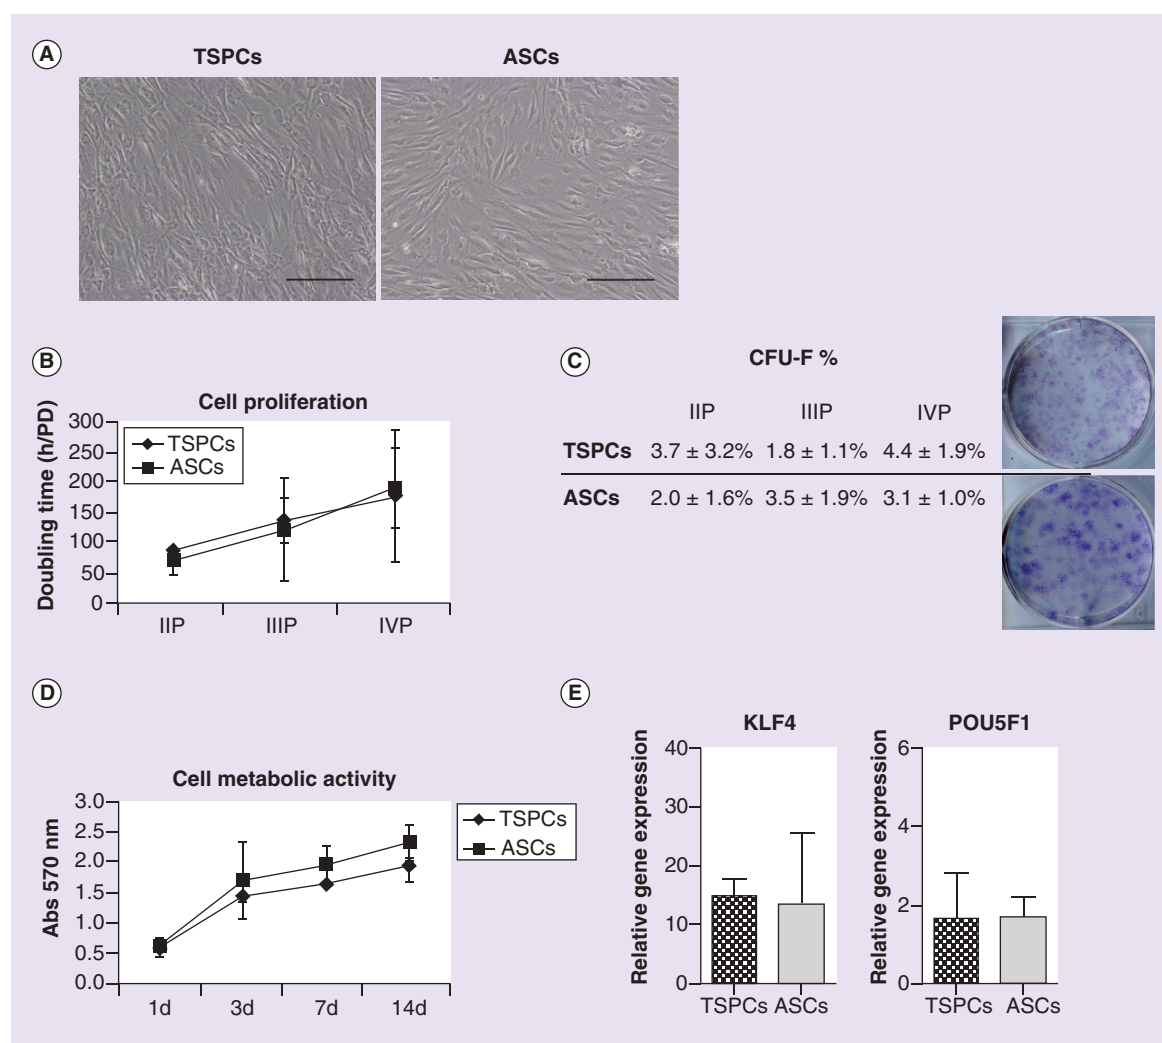 A
TSPCs
ASCs
B
Cell proliferation
Doubling time (h/PD)
300
250
200
150
100
50
0
TSPCs
ASCs
IIP
IIIP
IVP
C
CFU-F %
IIP IIIP IVP
TSPCs 3.7 ± 3.2% 1.8 ± 1.1% 4.4 ± 1.9%
ASCs 2.0 ± 1.6% 3.5 ± 1.9% 3.1 ± 1.0%
D
Cell metabolic activity
Abs 570 nm
3.0
2.5
2.0
1.5
1.0
0.5
0.0
1d
3d
7d
14d
TSPCs
ASCs
E
KLF4
Relative gene expression
40
30
20
10
0
TSPCs ASCs
POU5F1
Relative gene expression
6
4
2
0
TSPCs ASCs